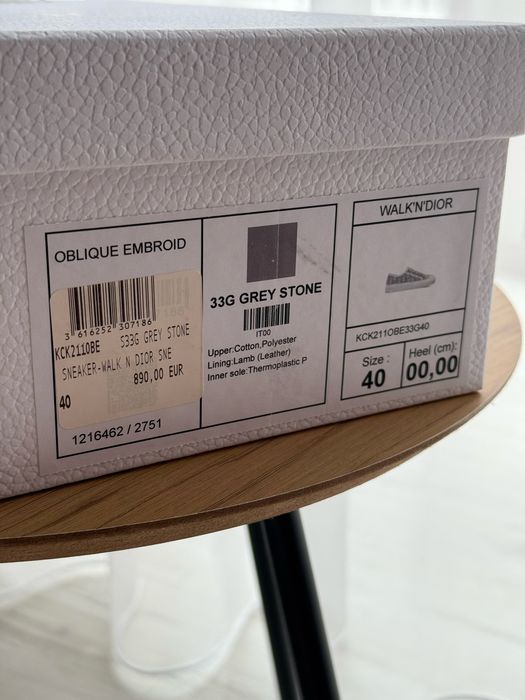 OBLIQUE EMBROID
3 616252 307186
KCK211OBE S33G GREY STONE
SNEAKER-WALK N DIOR SNE
890,00 EUR
40
1216462 / 2751
33G GREY STONE
IT00
Upper:Cotton,Polyester
Lining:Lamb (Leather)
Inner sole:Thermoplastic P
WALK'N'DIOR
KCK211OBE33G40
Size :
40
Heel (cm):
00,00